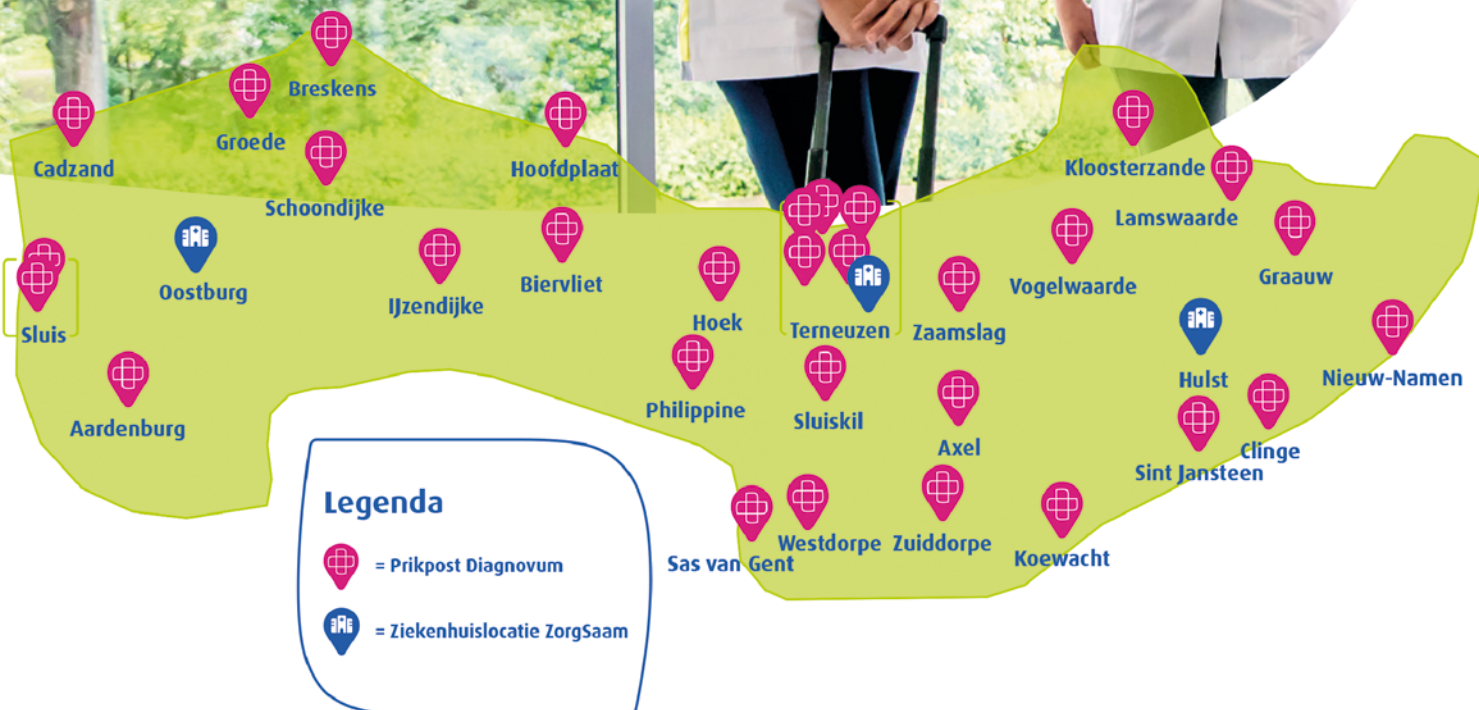 Breskens
Groede
Cadzand
Hoofdplaat
Kloosterzande
Schoondijke
Lamswaarde
Graauw
Biervliet
Vogelwaarde
Oostburg
IJzendijke
Hoek
Terneuzen
Zaamslag
Sluis
Hulst
Nieuw-Namen
Philippine
Sluiskil
Aardenburg
Axel
Clinge
Sint Jansteen
Westdorpe
Zuiddorpe
Koewacht
Sas van Gent
Legenda
= Prikpost Diagnovum
= Ziekenhuislocatie ZorgSaam